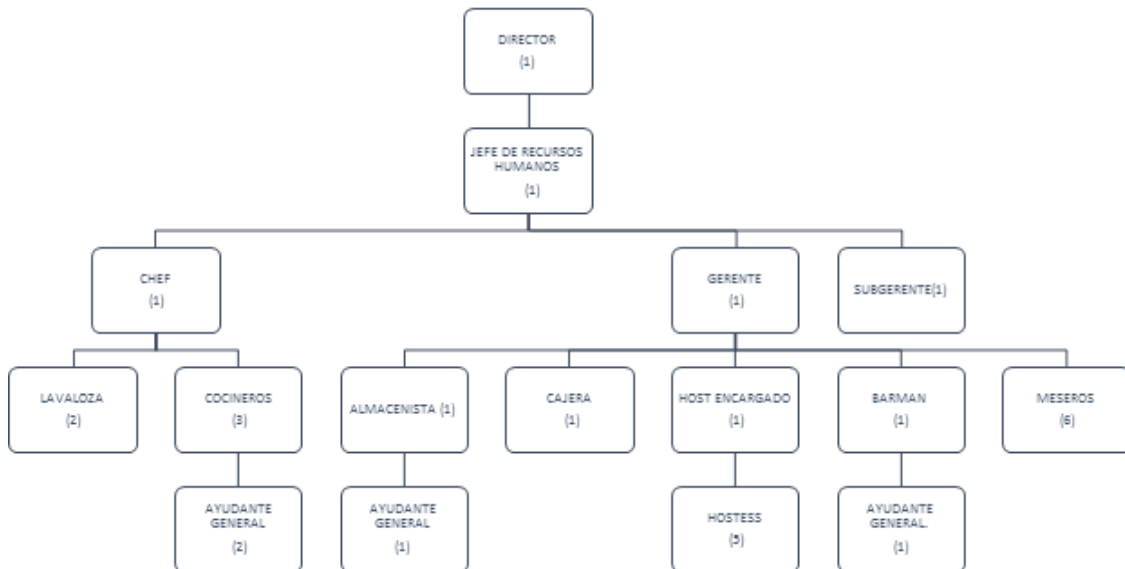 DIRECTOR
(1)
JEFE DE RECURSOS
HUMANOS
(1)
CHEF
(1)
GERENTE
(1)
SUBGERENTE(1)
LAVALOZA
(2)
COCINEROS
(3)
ALMACENISTA (1)
CAJERA
(1)
HOST ENCARGADO
(1)
BARMAN
(1)
MESEROS
(6)
AYUDANTE
GENERAL
(2)
AYUDANTE
GENERAL
(1)
HOSTESS
(5)
AYUDANTE
GENERAL.
(1)